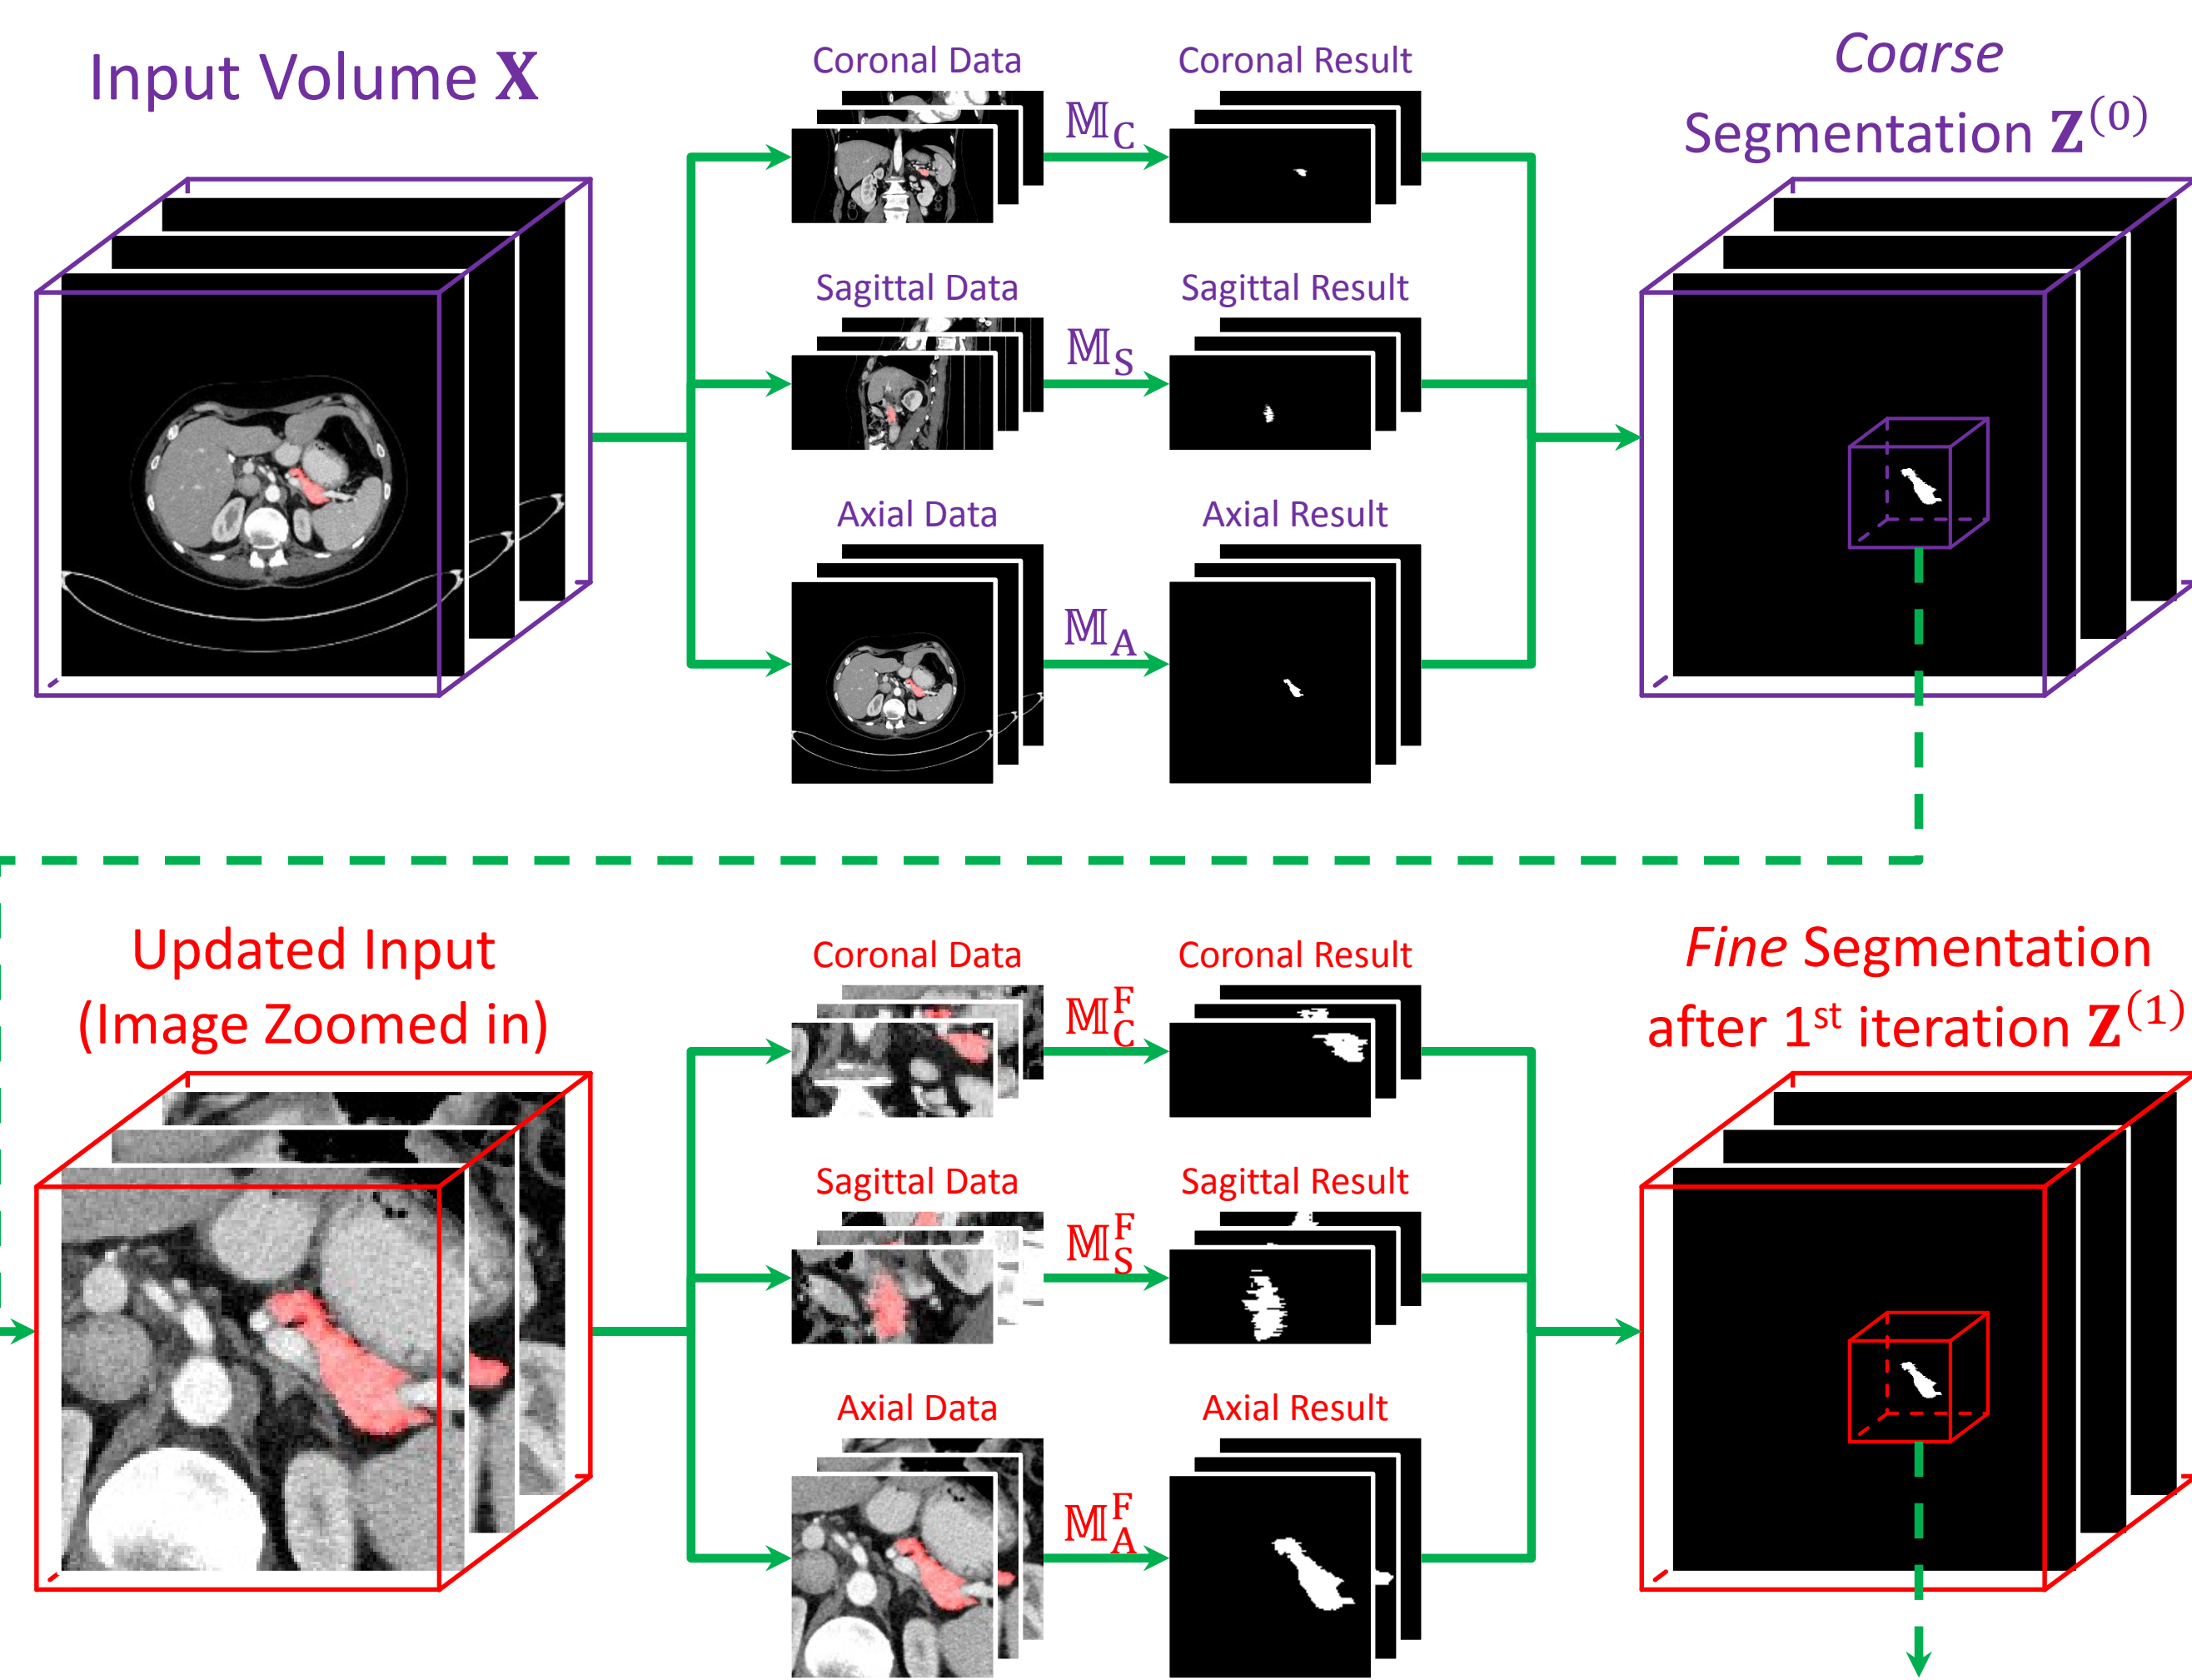 Input Volume X
Coronal Data
𝕄C
Coronal Result
Coarse
Segmentation Z(0)
Sagittal Data
𝕄S
Sagittal Result
Axial Data
𝕄A
Axial Result
Updated Input
(Image Zoomed in)
Coronal Data
𝕄FC
Coronal Result
Fine Segmentation
after 1st iteration Z(1)
Sagittal Data
𝕄FS
Sagittal Result
Axial Data
𝕄FA
Axial Result